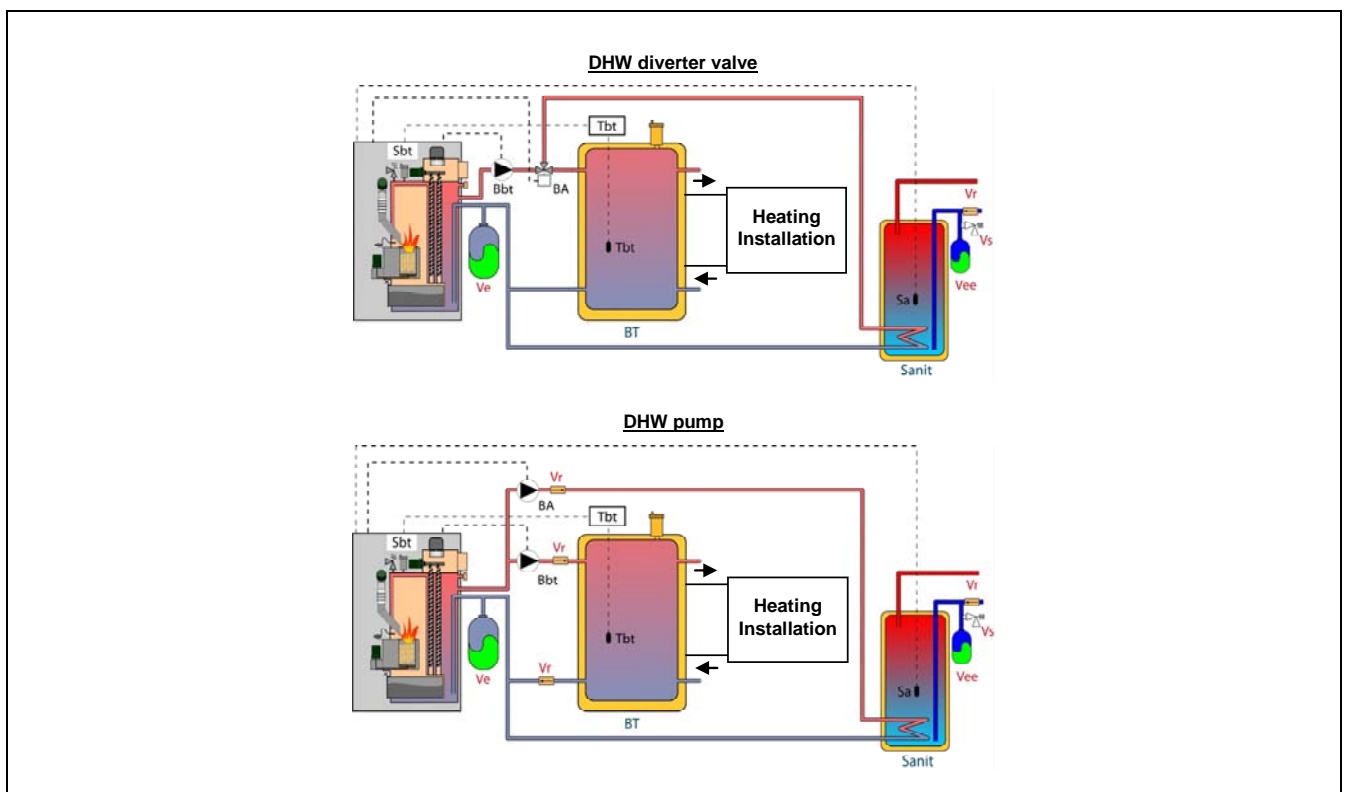 DHW diverter valve
Tbt
Sbt
Bbt
BA
Heating
Installation
Vr
Vs
Tbt
Ve
Vee
Sa
BT
Sanit
DHW pump
Vr
BA
Tbt
Sbt
Vr
Bbt
Heating
Installation
Vr
Vs
Tbt
Vr
Ve
Vee
Sa
BT
Sanit